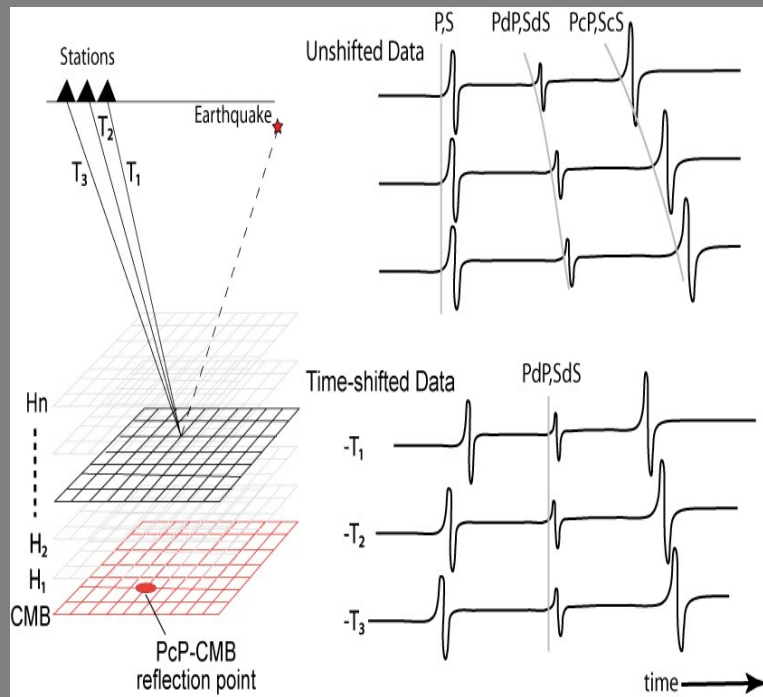 Stations
Earthquake
T₃
T₂
T₁
Hn
H₂
H₁
CMB
PcP-CMB
reflection point
Unshifted Data
P,S
PdP,SdS
PcP,ScS
Time-shifted Data
PdP,SdS
-T₁
-T₂
-T₃
time